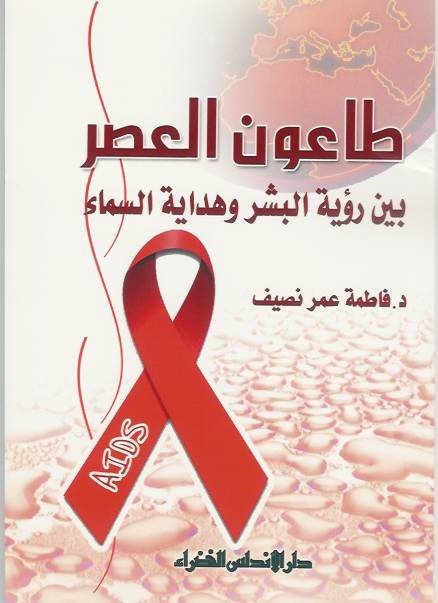 طاعون العصر
بين رؤية البشر وهداية السماء
د. فاطمة عمر نصيف
AIDS
دار الأندلس الخضراء